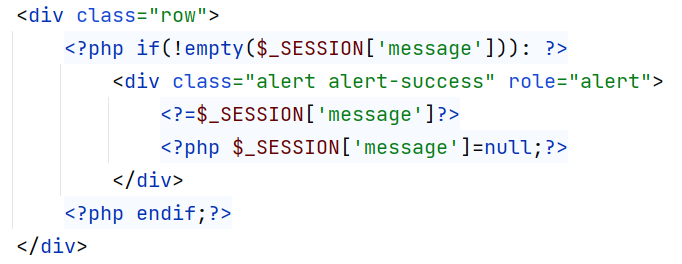 <div class="row">
    <?php if(!empty($_SESSION['message'])): ?>
        <div class="alert alert-success" role="alert">
            <?=$_SESSION['message']?>
            <?php $_SESSION['message']=null;?>
        </div>
    <?php endif;?>
</div>